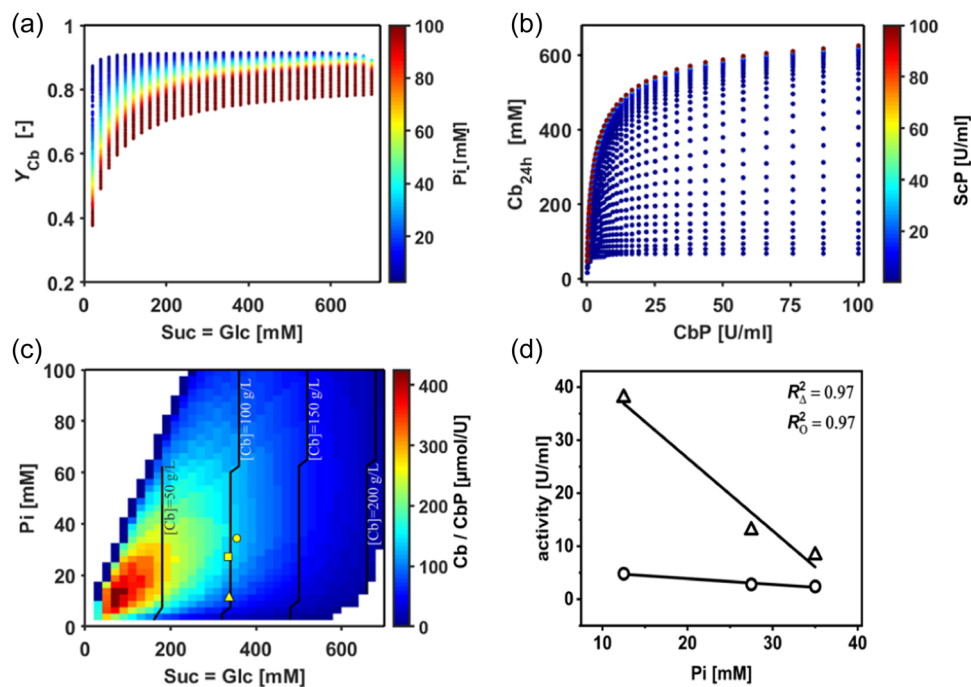 (a)
1
0.8
0.6
0.4
0.2
Y_Cb [-]
0 200 400 600
Suc = Glc [mM]
100
80
60
40
20
Pi [mM]
(b)
600
400
200
0
Cb_24h [mM]
0 25 50 75 100
CbP [U/ml]
100
80
60
40
20
ScP [U/ml]
(c)
100
80
60
40
20
0
Pi [mM]
[Cb]=50 g/L
[Cb]=100 g/L
[Cb]=150 g/L
[Cb]=200 g/L
0 200 400 600
Suc = Glc [mM]
400
300
200
100
0
Cb / CbP [µmol/U]
(d)
40
30
20
10
0
activity [U/ml]
R²_Δ = 0.97
R²_O = 0.97
10 20 30 40
Pi [mM]